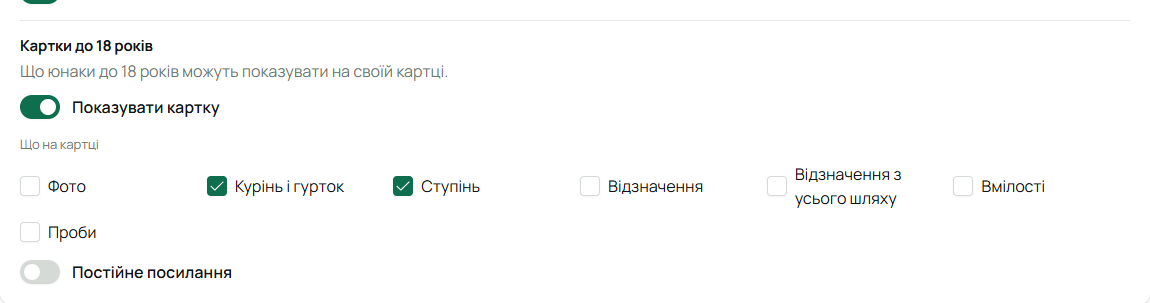 Картки до 18 років
Що юнаки до 18 років можуть показувати на своїй картці.
Показувати картку
Що на картці
Фото
Курінь і гурток
Ступінь
Відзначення
Відзначення з
усього шляху
Вмілості
Проби
Постійне посилання